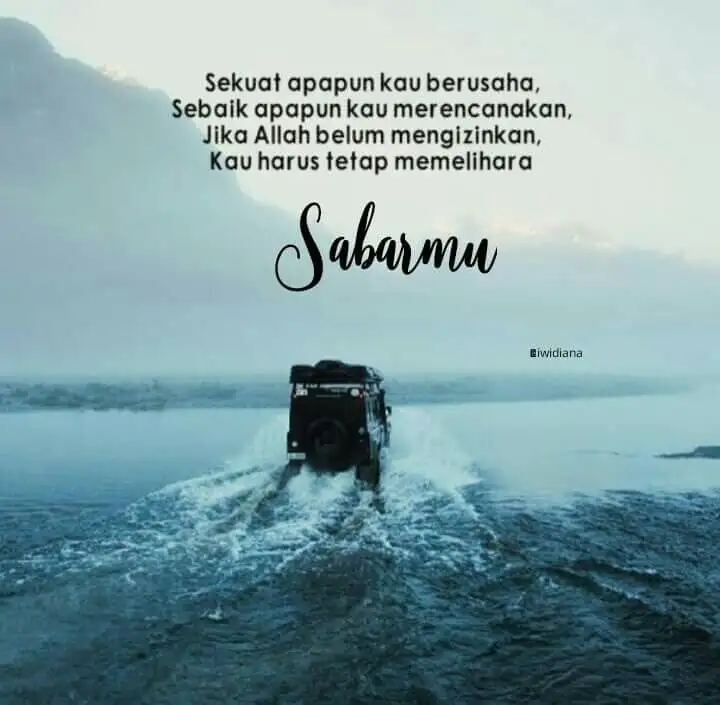 Sekuat apapun kau berusaha,
Sebaik apapun kau merencanakan,
Jika Allah belum mengizinkan,
Kau harus tetap memelihara
Sabarmu
iwidiana